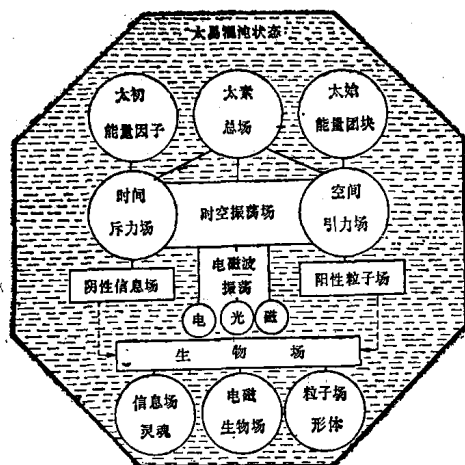 太易混沌状态
太初
能量因子
太素
总场
太始
能量团块
时间
斥力场
时空振荡场
空间
引力场
阴性信息场
电磁波
振荡
阳性粒子场
电
光
磁
生物场
信息场
灵魂
电磁
生物场
粒子场
形体